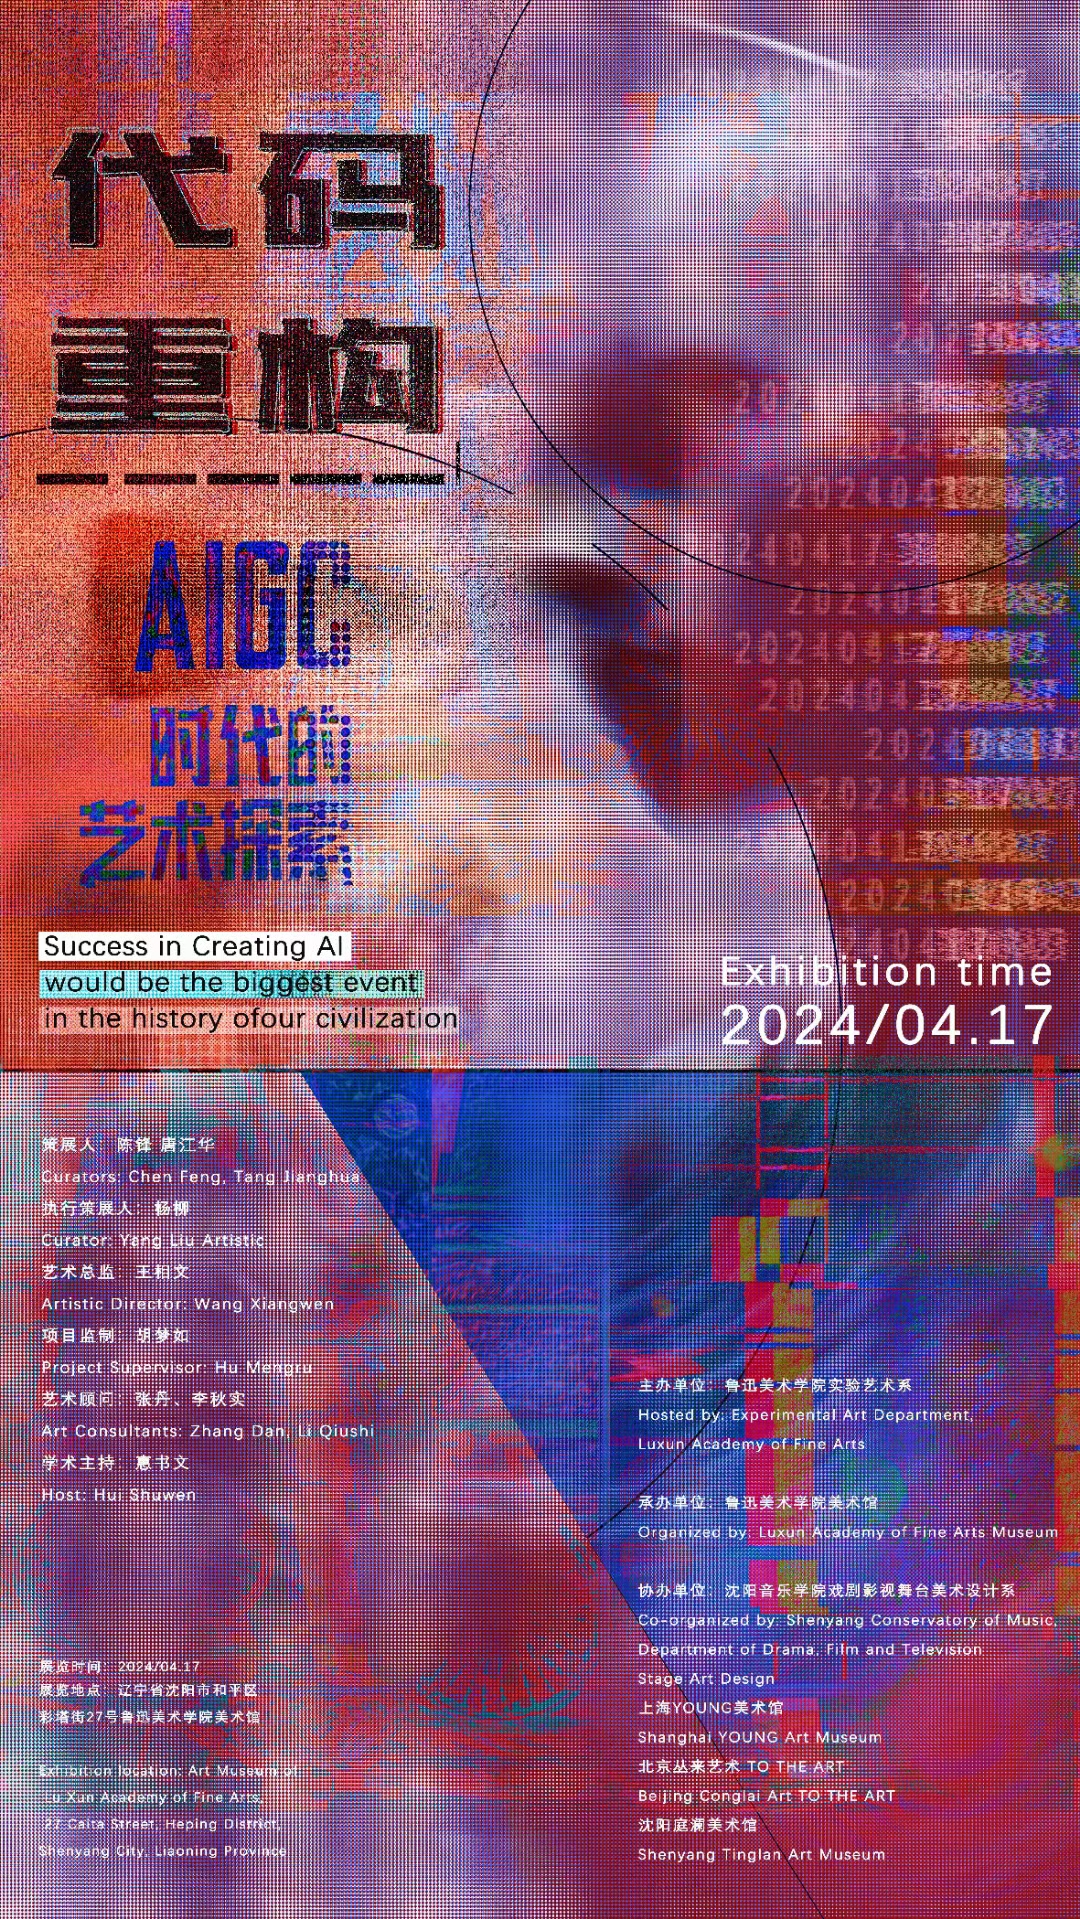 代码
重构
AIGC
时代的
艺术探索
Success in Creating AI
would be the biggest event
in the history ofour civilization
Exhibition time
2024/04.17
策展人：陈锋 唐江华
Curators: Chen Feng, Tang Jianghua
执行策展人：杨柳
Curator: Yang Liu Artistic
艺术总监：王相文
Artistic Director: Wang Xiangwen
项目监制：胡梦如
Project Supervisor: Hu Mengru
艺术顾问：张丹、李秋实
Art Consultants: Zhang Dan, Li Qiushi
学术主持：惠书文
Host: Hui Shuwen
展览时间：2024/04.17
展览地点：辽宁省沈阳市和平区
彩塔街27号鲁迅美术学院美术馆
Exhibition location: Art Museum of
Lu Xun Academy of Fine Arts,
27 Caita Street, Heping District,
Shenyang City, Liaoning Province
主办单位：鲁迅美术学院实验艺术系
Hosted by: Experimental Art Department,
Luxun Academy of Fine Arts
承办单位：鲁迅美术学院美术馆
Organized by: Luxun Academy of Fine Arts Museum
协办单位：沈阳音乐学院戏剧影视舞台美术设计系
Co-organized by: Shenyang Conservatory of Music,
Department of Drama, Film and Television
Stage Art Design
上海YOUNG美术馆
Shanghai YOUNG Art Museum
北京丛来艺术 TO THE ART
Beijing Conglai Art TO THE ART
沈阳庭澜美术馆
Shenyang Tinglan Art Museum